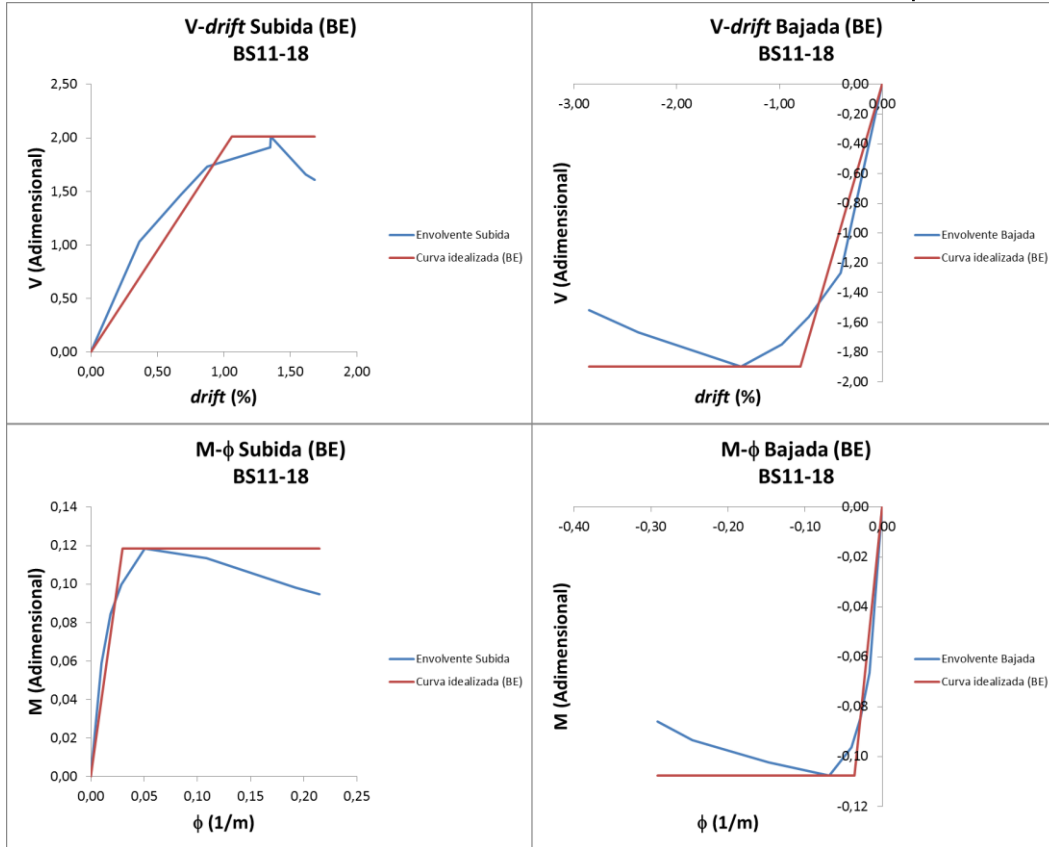 V-drift Subida (BE)
BS11-18
2,50
2,00
1,50
1,00
0,50
0,00
0,00
0,50
1,00
1,50
2,00
V (Adimensional)
drift (%)
Envolvente Subida
Curva idealizada (BE)
V-drift Bajada (BE)
BS11-18
-3,00
-2,00
-1,00
0,00
0,00
-0,20
-0,40
-0,60
-0,80
-1,00
-1,20
-1,40
-1,60
-1,80
-2,00
V (Adimensional)
drift (%)
Envolvente Bajada
Curva idealizada (BE)
M-ϕ Subida (BE)
BS11-18
0,14
0,12
0,10
0,08
0,06
0,04
0,02
0,00
0,00
0,05
0,10
0,15
0,20
0,25
M (Adimensional)
ϕ (1/m)
Envolvente Subida
Curva idealizada (BE)
M-ϕ Bajada (BE)
BS11-18
-0,40
-0,30
-0,20
-0,10
0,00
0,00
-0,02
-0,04
-0,06
-0,08
-0,10
-0,12
M (Adimensional)
ϕ (1/m)
Envolvente Bajada
Curva idealizada (BE)